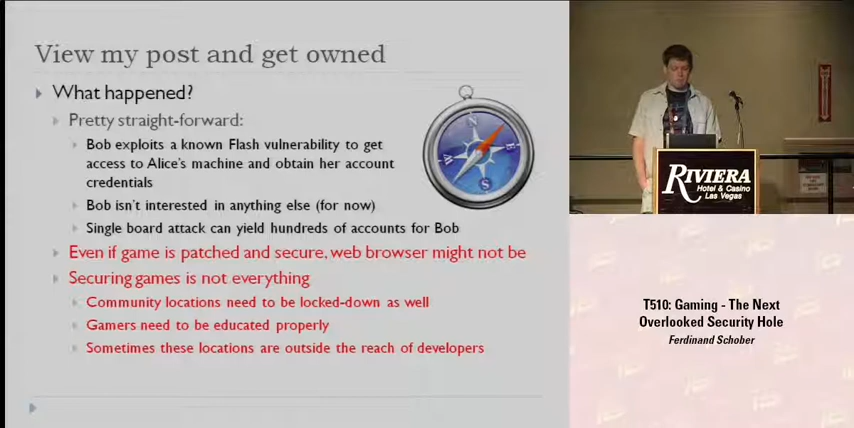 View my post and get owned
What happened?
Pretty straight-forward:
Bob exploits a known Flash vulnerability to get
access to Alice's machine and obtain her account
credentials
Bob isn't interested in anything else (for now)
Single board attack can yield hundreds of accounts for Bob
Even if game is patched and secure, web browser might not be
Securing games is not everything
Community locations need to be locked-down as well
Gamers need to be educated properly
Sometimes these locations are outside the reach of developers
N
E
S
W
RIVIERA
Hotel & Casino
Las Vegas
T510: Gaming - The Next
Overlooked Security Hole
Ferdinand Schober